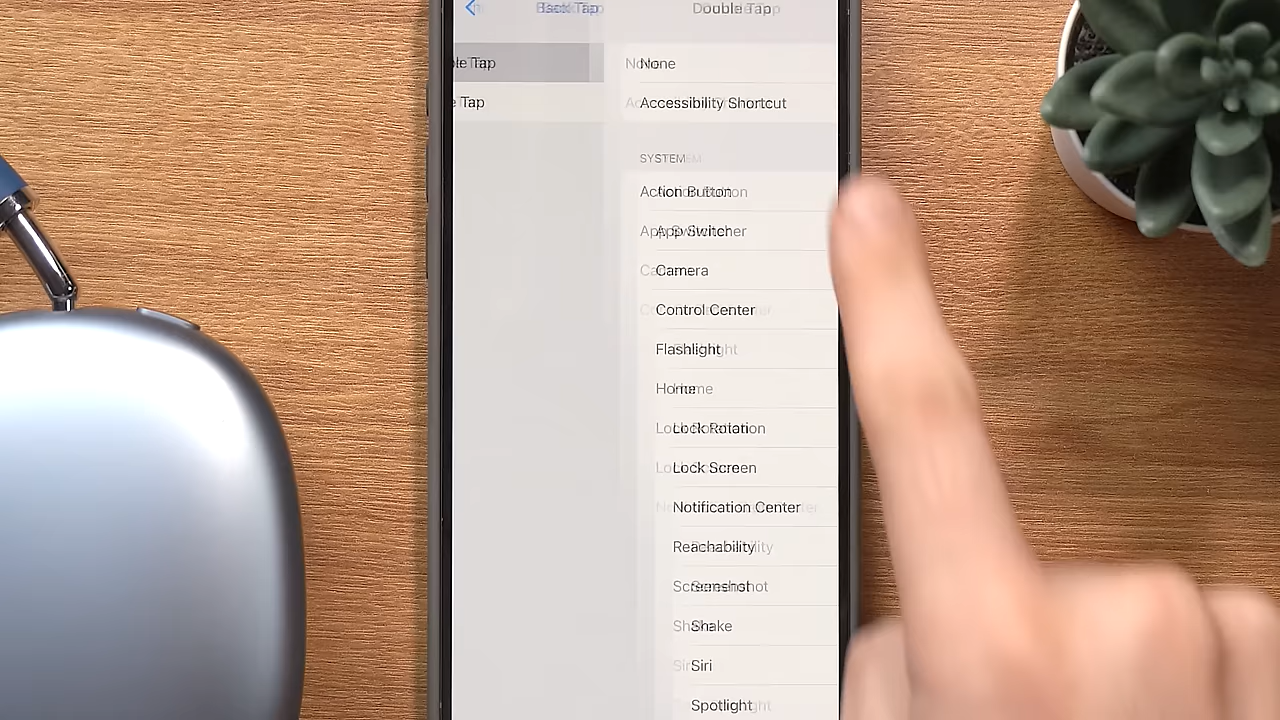 Back Tap Double Tap
le Tap
e Tap
None
Accessibility Shortcut
SYSTEM
Action Button
App Switcher
Camera
Control Center
Flashlight
Home
Lock Rotation
Lock Screen
Notification Center
Reachability
Screenshot
Shake
Siri
Spotlight